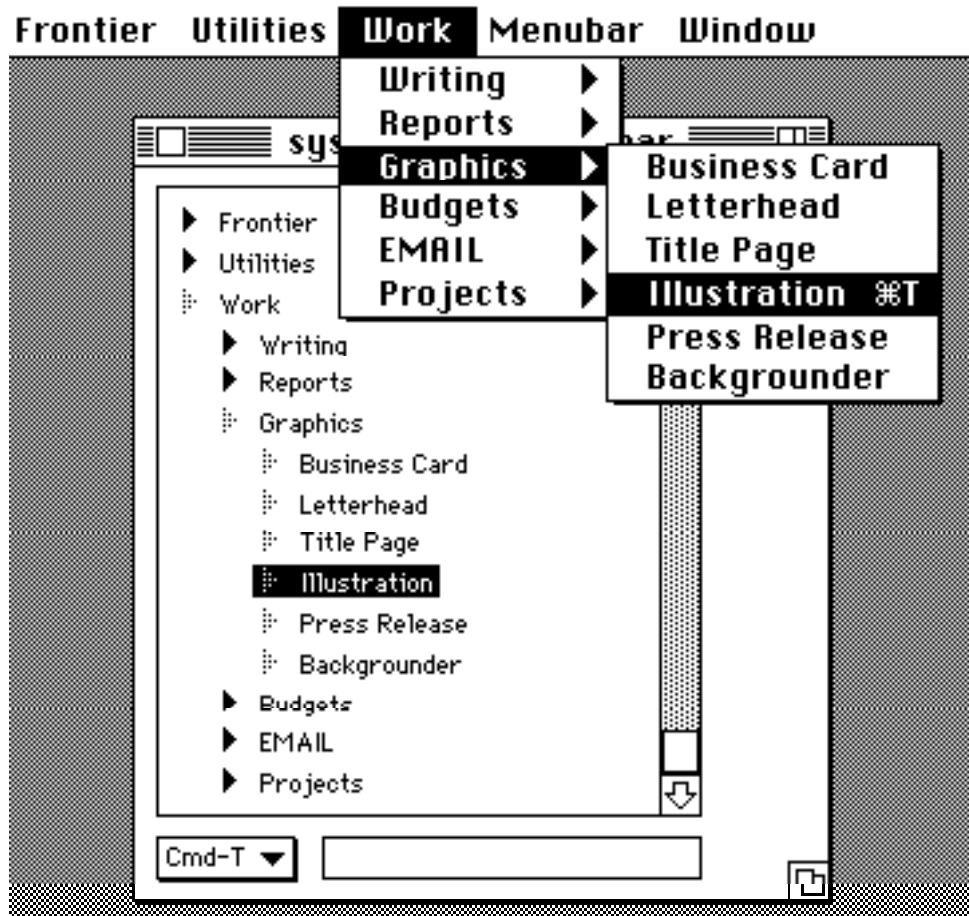 Frontier Utilities Work Menubar Window
Writing
Reports
Graphics
Budgets
EMAIL
Projects
Business Card
Letterhead
Title Page
Illustration ⌘T
Press Release
Backgrounder
Frontier
Utilities
Work
Writing
Reports
Graphics
Business Card
Letterhead
Title Page
Illustration
Press Release
Backgrounder
Budgets
EMAIL
Projects
Cmd-T